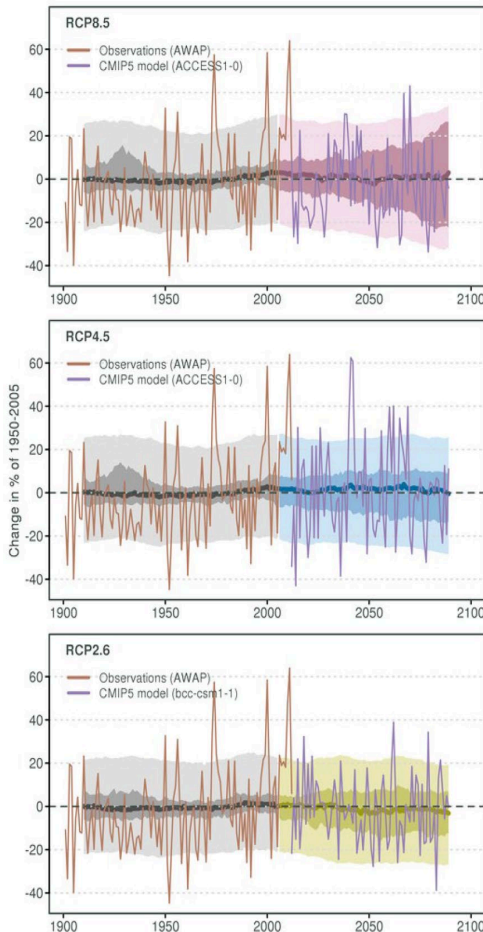 RCP8.5
Observations (AWAP)
CMIP5 model (ACCESS1-0)
60
40
20
0
-20
-40
1900 1950 2000 2050 2100
RCP4.5
Observations (AWAP)
CMIP5 model (ACCESS1-0)
60
40
20
0
-20
-40
Change in % of 1950-2005
1900 1950 2000 2050 2100
RCP2.6
Observations (AWAP)
CMIP5 model (bcc-csm1-1)
60
40
20
0
-20
-40
1900 1950 2000 2050 2100